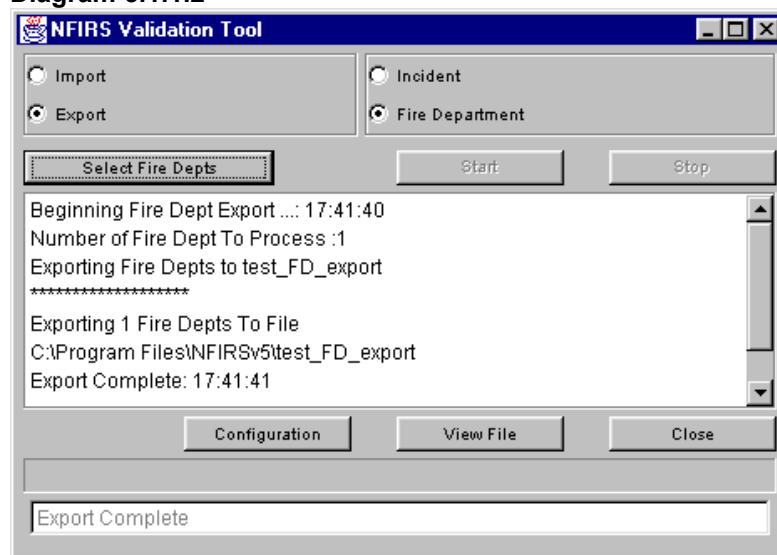 NFIRS Validation Tool
Import
Incident
Export
Fire Department
Select Fire Depts
Start
Stop
Beginning Fire Dept Export ...: 17:41:40
Number of Fire Dept To Process :1
Exporting Fire Depts to test_FD_export
*******************
Exporting 1 Fire Depts To File
C:\Program Files\NFIRSv5\test_FD_export
Export Complete: 17:41:41
Configuration
View File
Close
Export Complete